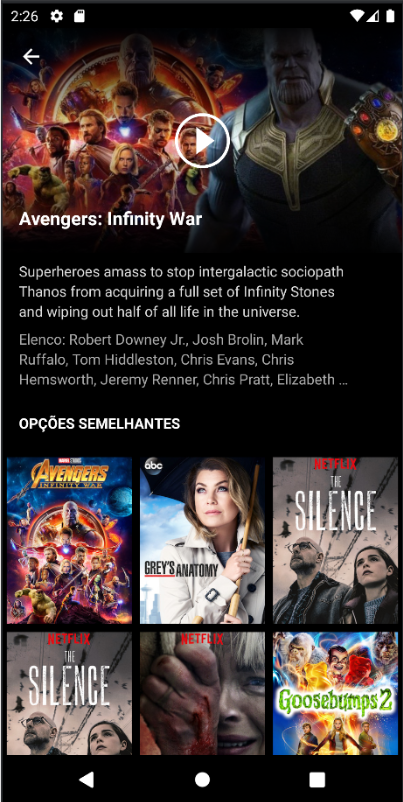 2:26
Avengers: Infinity War
Superheroes amass to stop intergalactic sociopath
Thanos from acquiring a full set of Infinity Stones
and wiping out half of all life in the universe.
Elenco: Robert Downey Jr., Josh Brolin, Mark
Ruffalo, Tom Hiddleston, Chris Evans, Chris
Hemsworth, Jeremy Renner, Chris Pratt, Elizabeth ...
OPÇÕES SEMELHANTES
MARVEL STUDIOS
AVENGERS
INFINITY WAR
abc
GREY'S ANATOMY
NETFLIX
THE
SILENCE
NETFLIX
THE
SILENCE
NETFLIX
Goosebumps 2